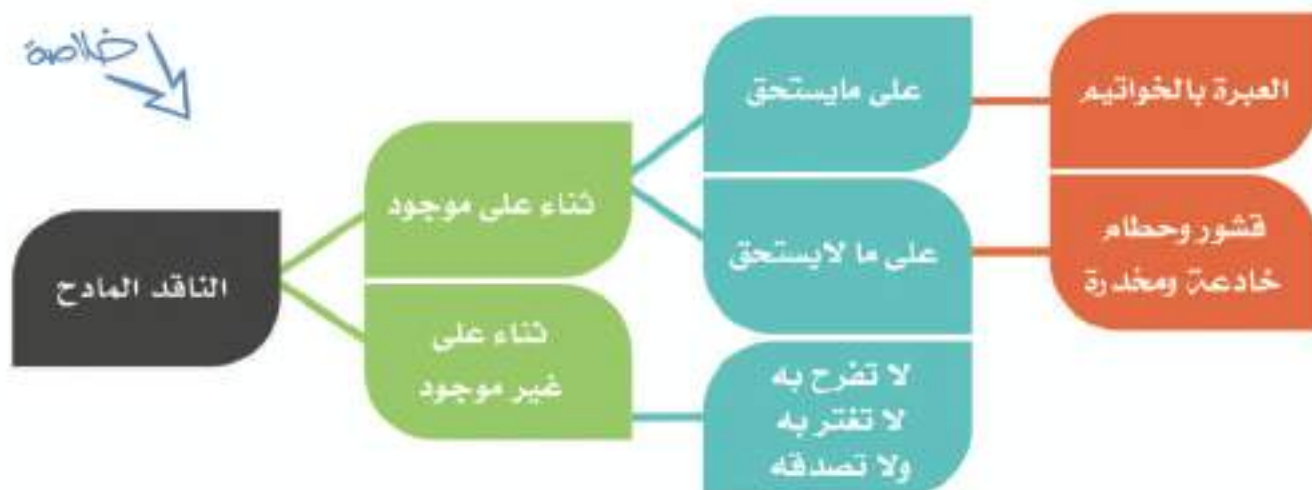 خلاصة
الناقد المادح
ثناء على موجود
ثناء على
غير موجود
على مايستحق
على ما لايستحق
لا تفرح به
لا تغتر به
ولا تصدقه
العبرة بالخواتيم
قشور وحطام
خادعة ومخدرة